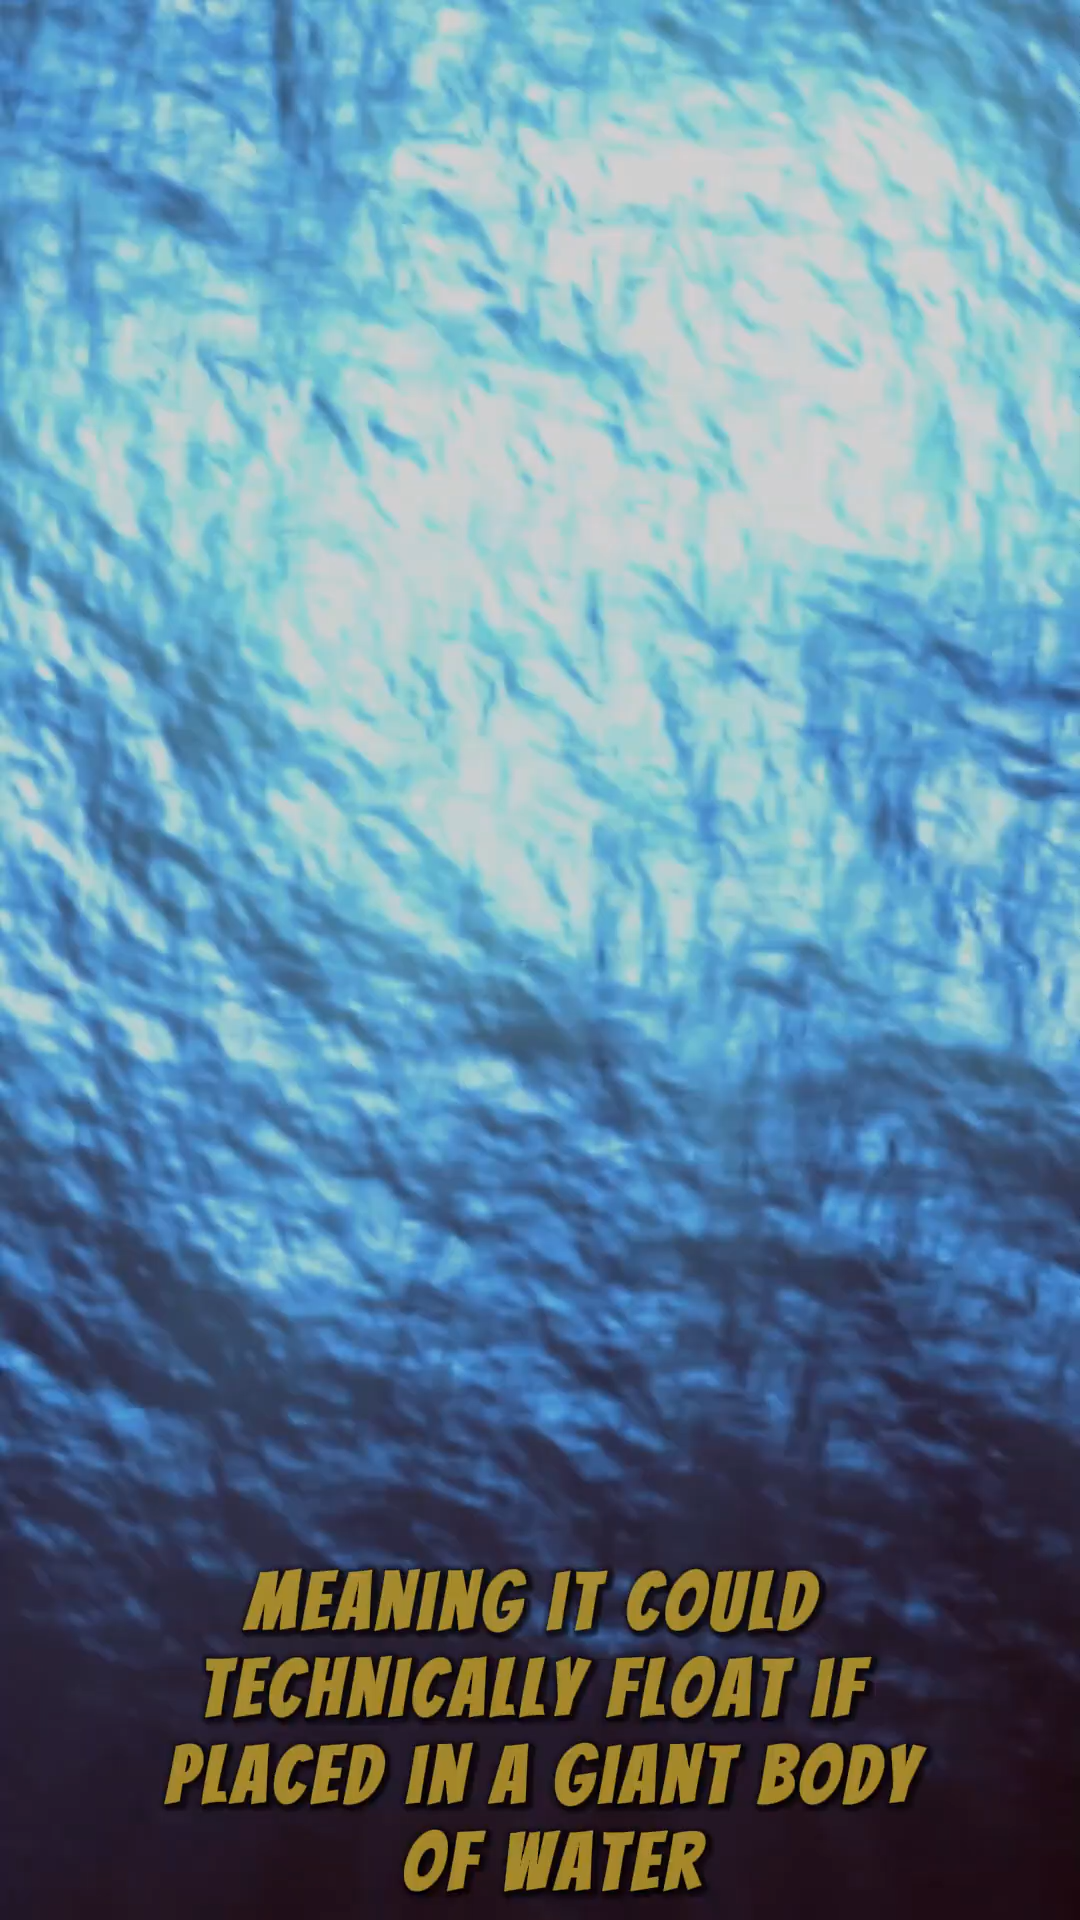 MEANING IT COULD
TECHNICALLY FLOAT IF
PLACED IN A GIANT BODY
OF WATER